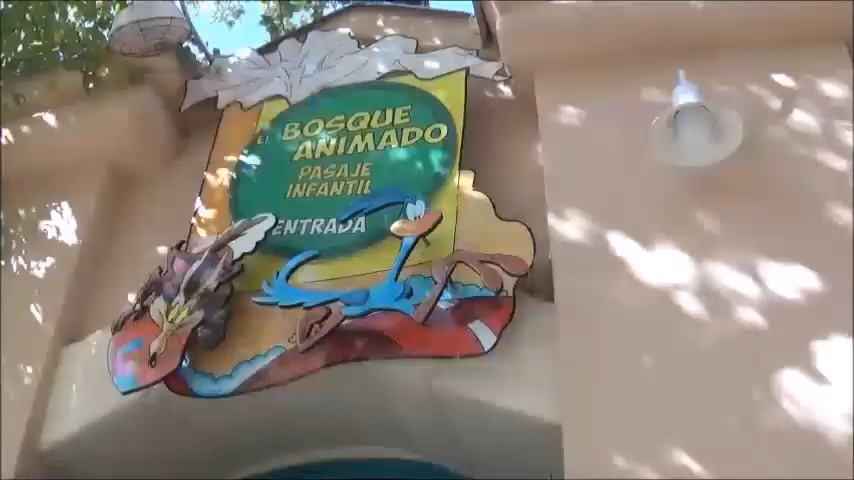 EL BOSQUE
ANIMADO
PASAJE
INFANTIL
ENTRADA